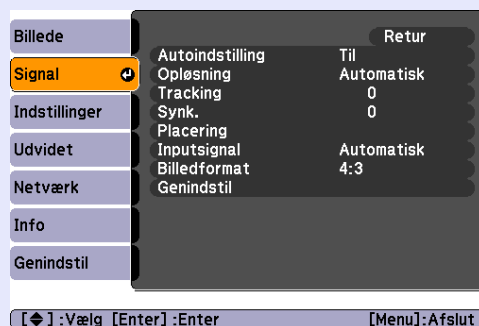 Billede
Signal
Indstillinger
Udvidet
Netværk
Info
Genindstil
Retur
Autoindstilling Til
Opløsning Automatisk
Tracking 0
Synk. 0
Placering
Inputsignal Automatisk
Billedformat 4:3
Genindstil
[◆] :Vælg [Enter] :Enter [Menu]:Afslut